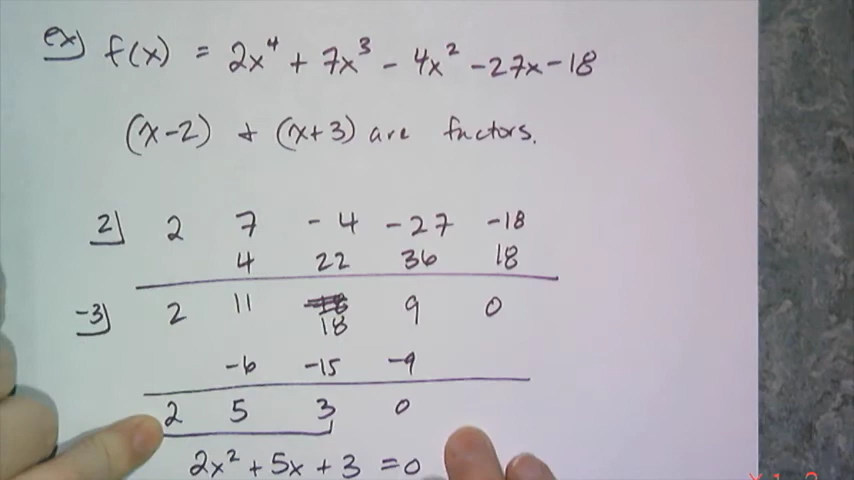 ex) f(x) = 2x⁴ + 7x³ - 4x² - 27x - 18
(x-2) + (x+3) are factors.
2) 2 7 -4 -27 -18
4 22 36 18
-3) 2 11 18 9 0
-6 -15 -9
2 5 3 0
2x² + 5x + 3 = 0